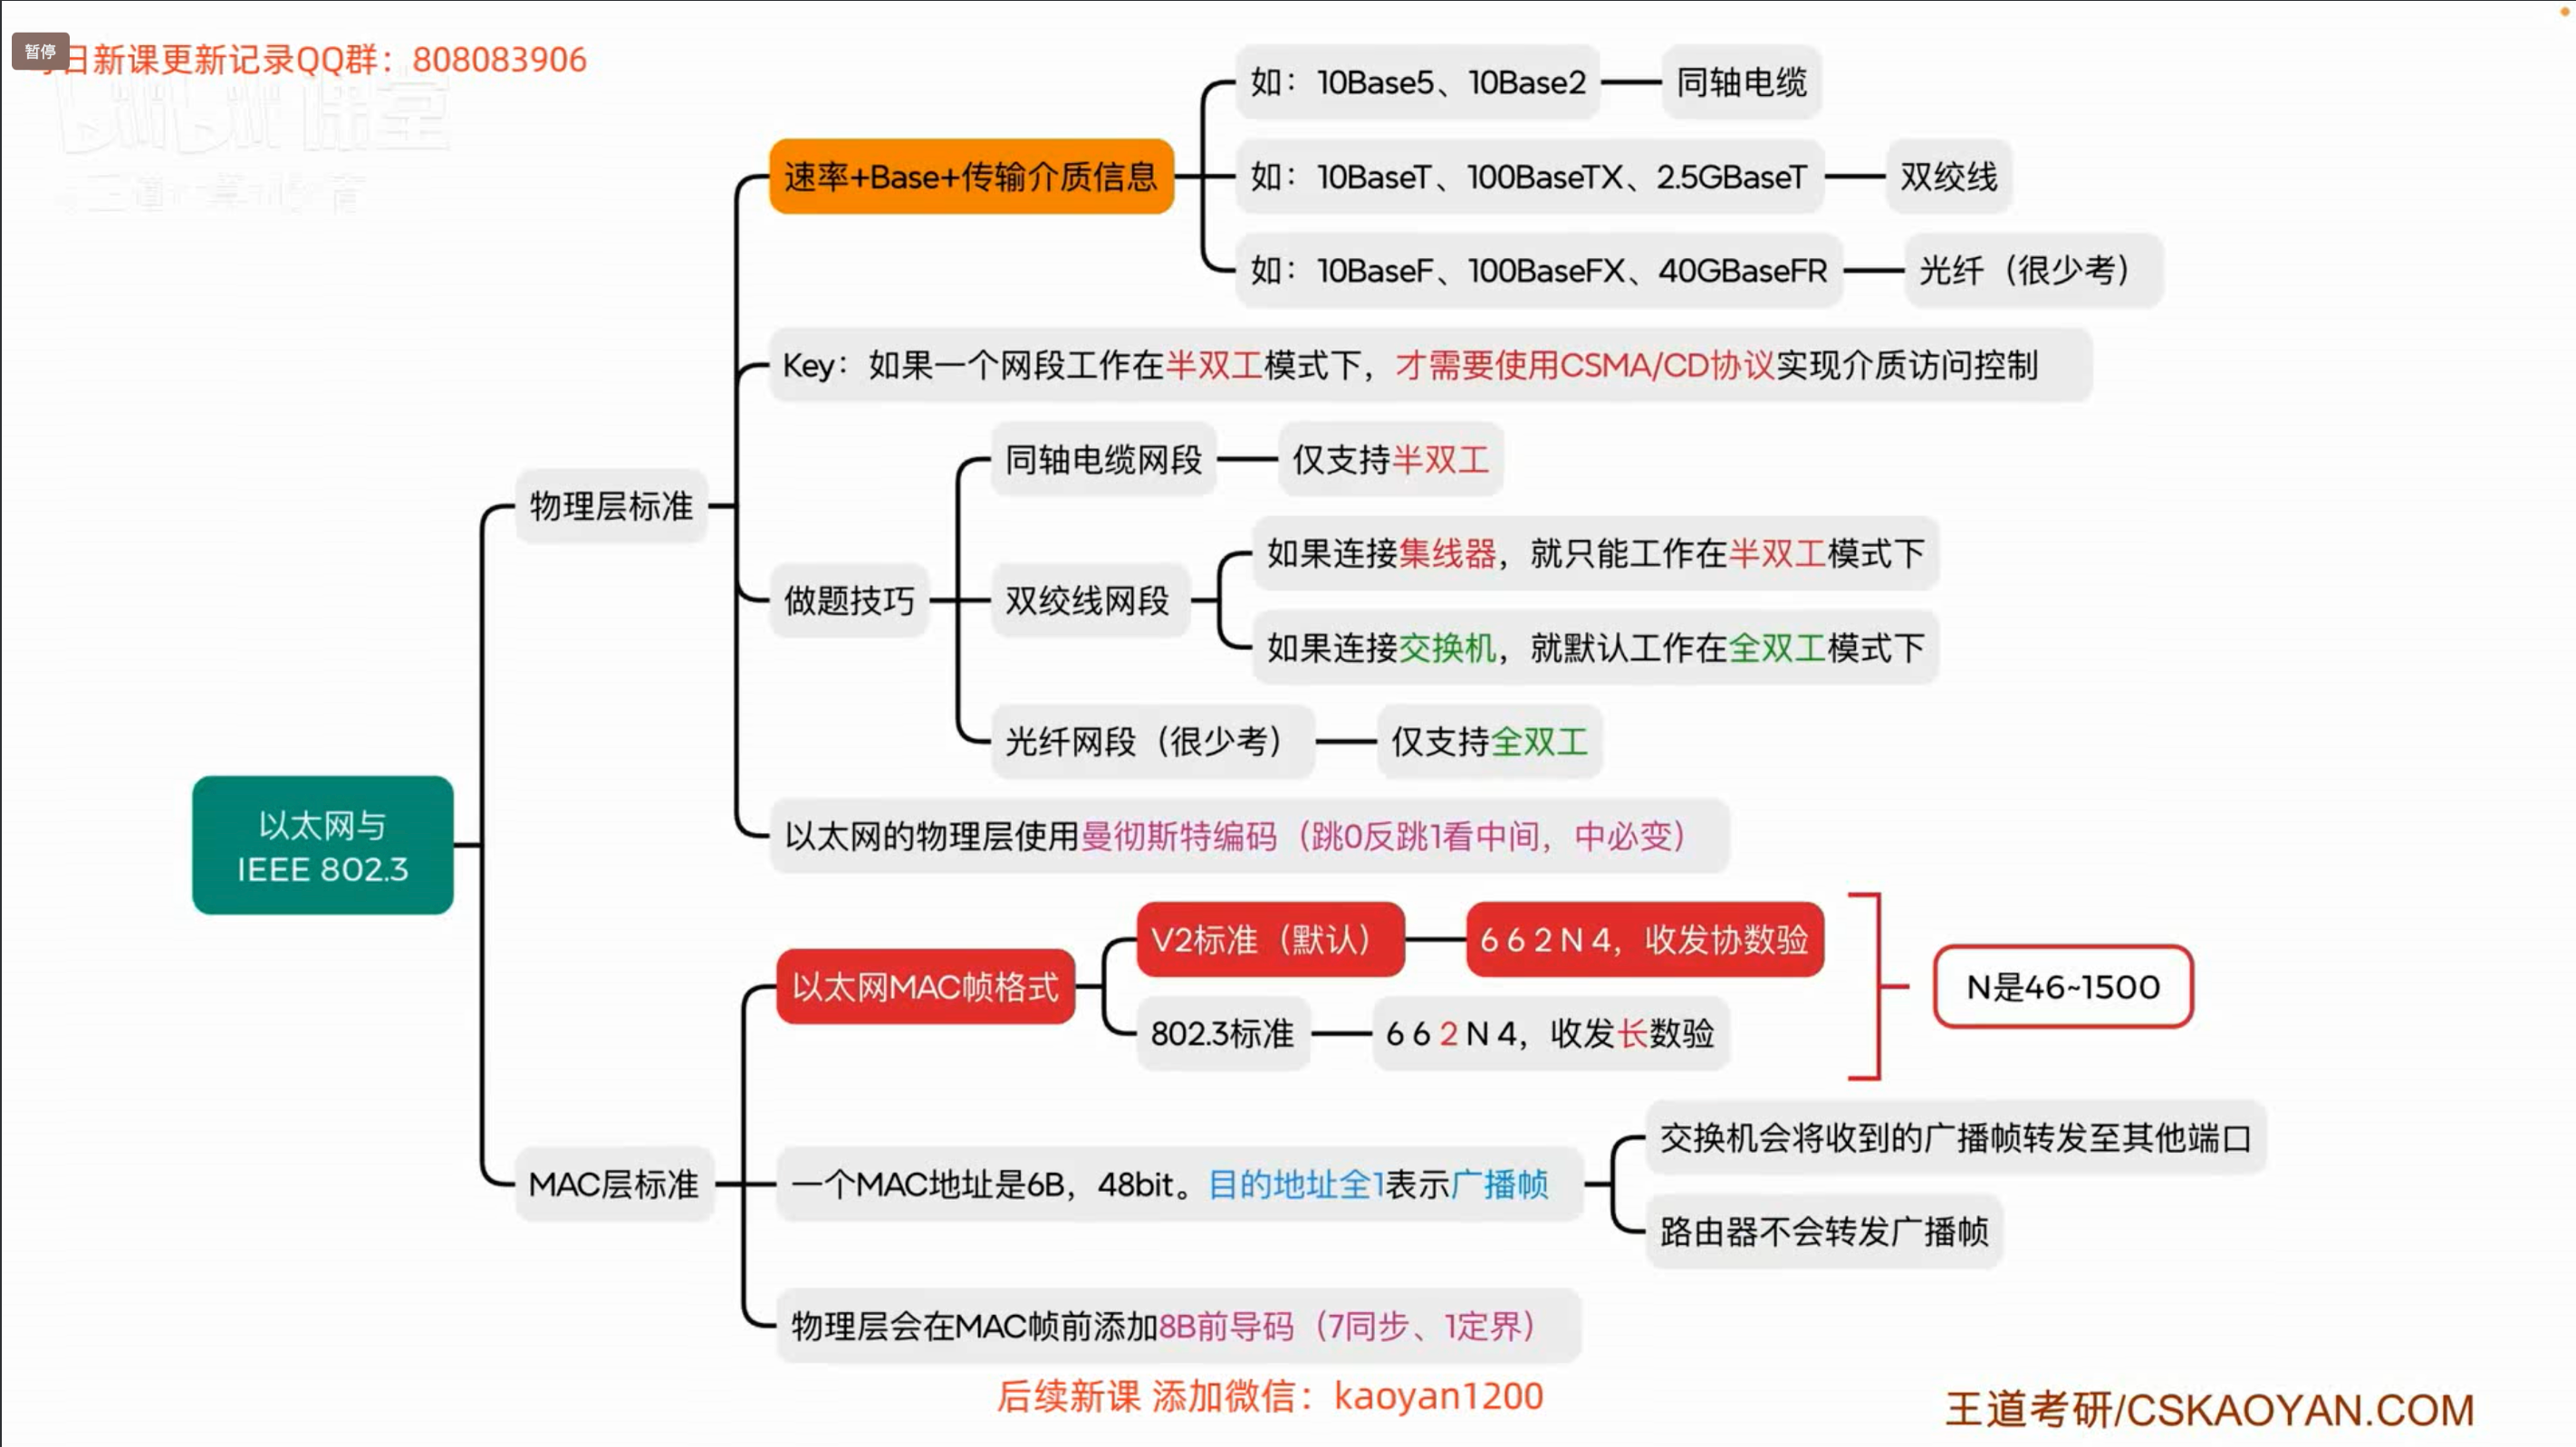 暂停
日新课更新记录QQ群：808083906
课堂
如：10Base5、10Base2
同轴电缆
速率+Base+传输介质信息
如：10BaseT、100BaseTX、2.5GBaseT
双绞线
如：10BaseF、100BaseFX、40GBaseFR
光纤（很少考）
Key：如果一个网段工作在半双工模式下，才需要使用CSMA/CD协议实现介质访问控制
物理层标准
做题技巧
同轴电缆网段
仅支持半双工
双绞线网段
如果连接集线器，就只能工作在半双工模式下
如果连接交换机，就默认工作在全双工模式下
光纤网段（很少考）
仅支持全双工
以太网的物理层使用曼彻斯特编码（跳0反跳1看中间，中必变）
以太网与
IEEE 802.3
以太网MAC帧格式
V2标准（默认）
6 6 2 N 4，收发协数验
802.3标准
6 6 2 N 4，收发长数验
N是46~1500
MAC层标准
一个MAC地址是6B，48bit。目的地址全1表示广播帧
交换机会将收到的广播帧转发至其他端口
路由器不会转发广播帧
物理层会在MAC帧前添加8B前导码（7同步、1定界）
后续新课 添加微信：kaoyan1200
王道考研/CSKAOYAN.COM